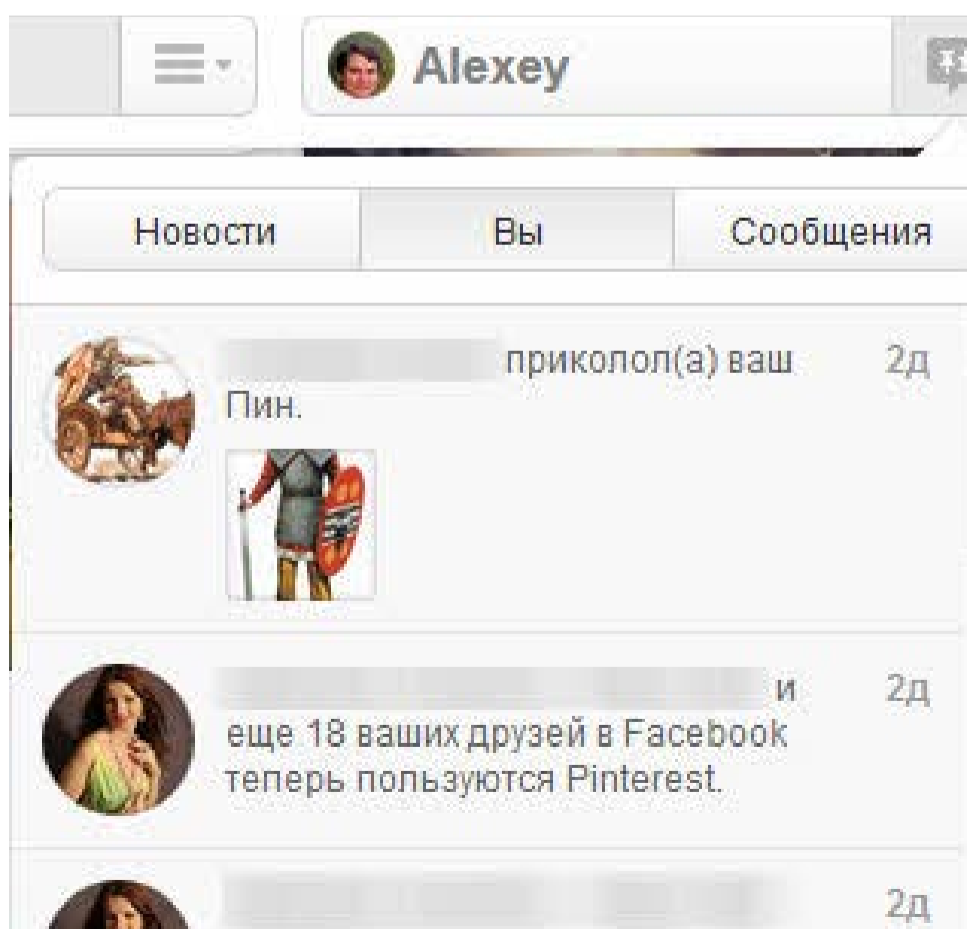 Alexey
Новости Вы Сообщения
приколол(а) ваш 2д
Пин.
и 2д
еще 18 ваших друзей в Facebook
теперь пользуются Pinterest.
2д